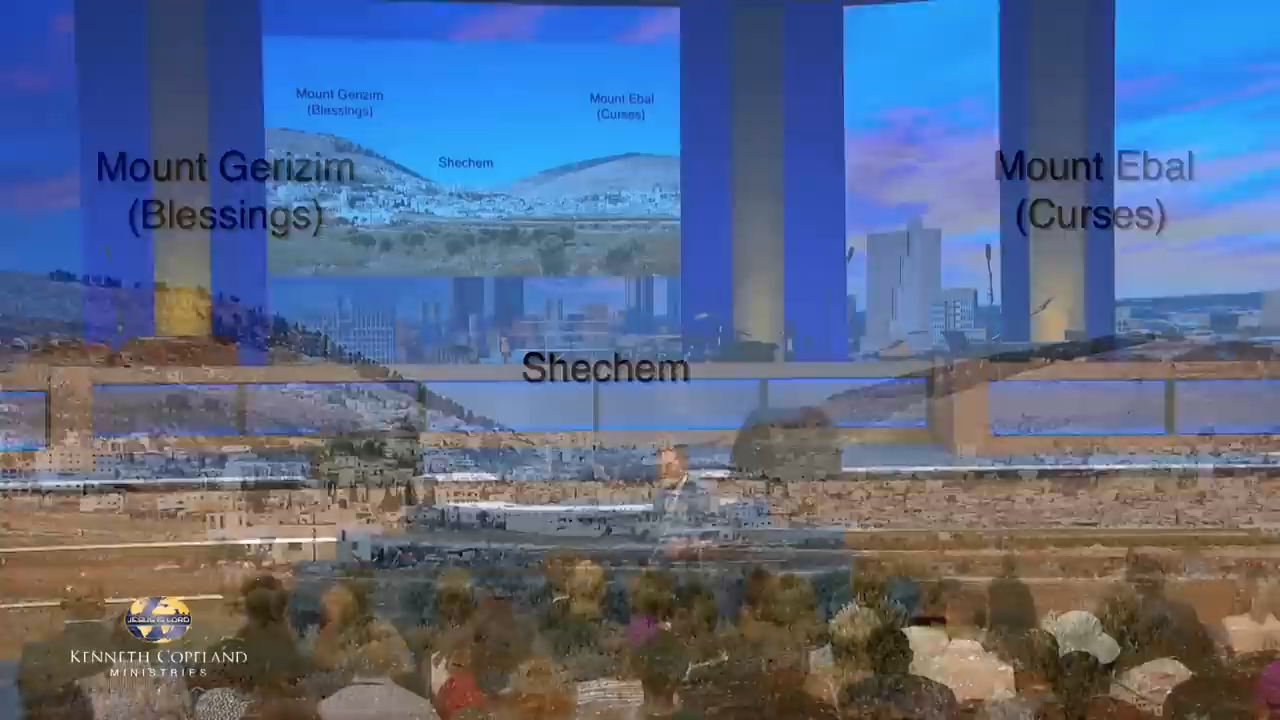 Mount Gerizim
(Blessings)
Mount Ebal
(Curses)
Shechem
Mount Gerizim
(Blessings)
Mount Ebal
(Curses)
Shechem
JESUS IS LORD
KENNETH COPELAND
MINISTRIES